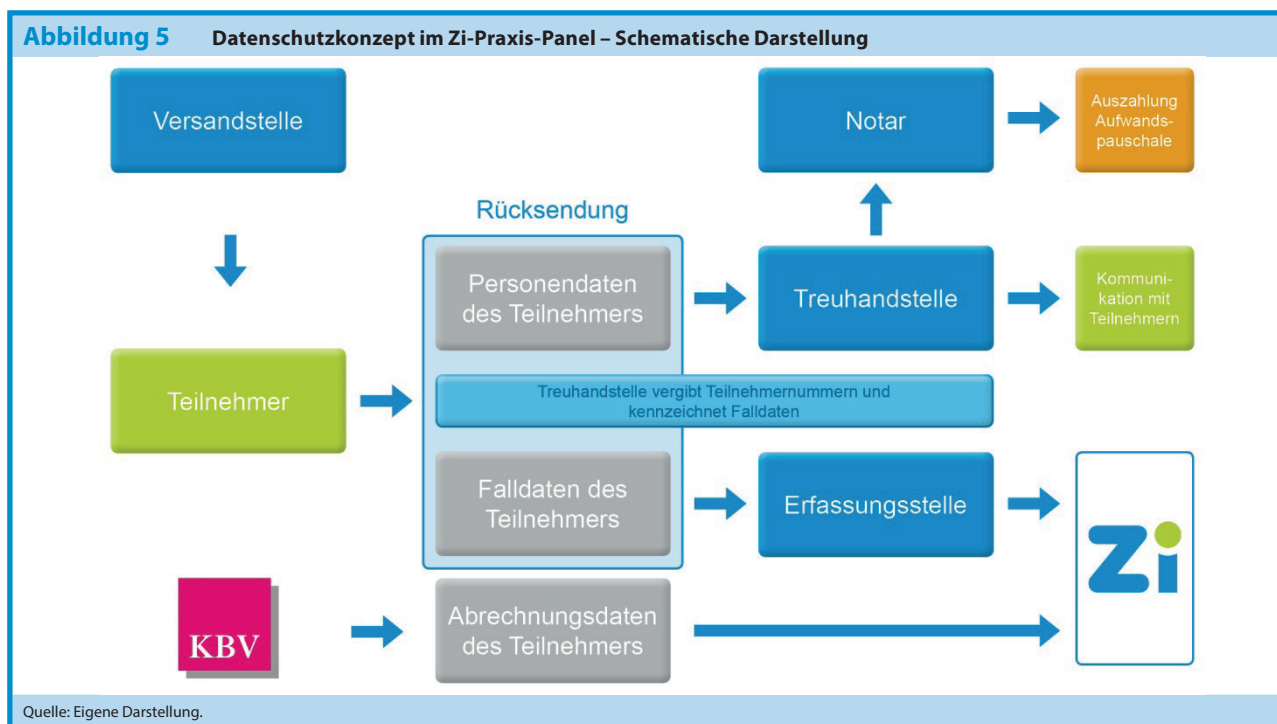 Abbildung 5 Datenschutzkonzept im Zi-Praxis-Panel – Schematische Darstellung
Versandstelle
Notar
Auszahlung
Aufwands-
pauschale
Rücksendung
Personendaten
des Teilnehmers
Treuhandstelle
Kommuni-
kation mit
Teilnehmern
Teilnehmer
Treuhandstelle vergibt Teilnehmernummern und
kennzeichnet Falldaten
Falldaten des
Teilnehmers
Erfassungsstelle
Zi
KBV
Abrechnungsdaten
des Teilnehmers
Quelle: Eigene Darstellung.